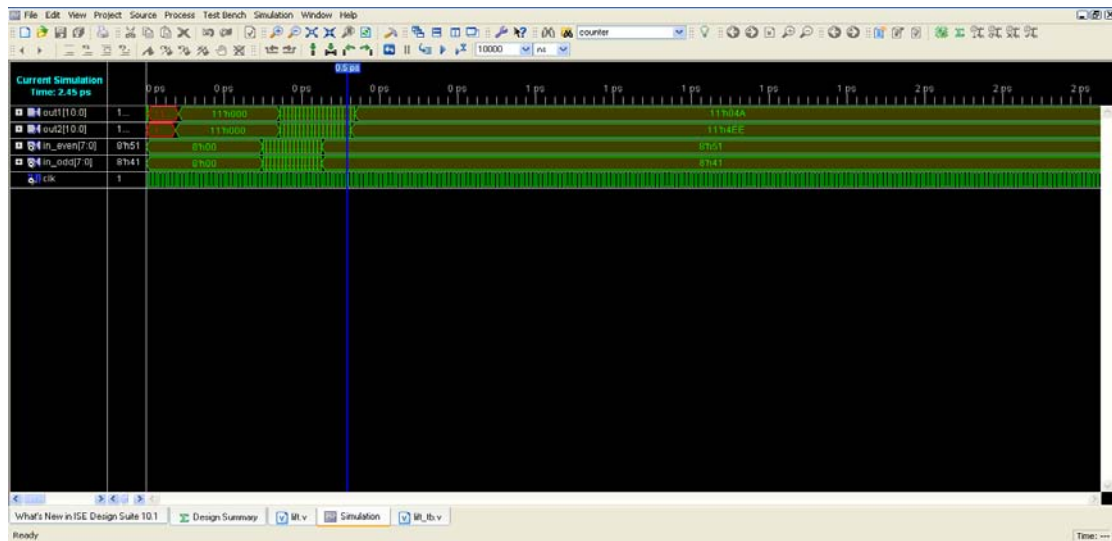 File Edit View Project Source Process Test Bench Simulation Window Help
counter
10000 ns
0.5 ps
Current Simulation
Time: 2.45 ps
0 ps 0 ps 0 ps 0 ps 0 ps 1 ps 1 ps 1 ps 1 ps 1 ps 2 ps 2 ps 2 ps
out1[10:0] 1... 11'h000 11'h04A
out2[10:0] 1... 11'h000 11'h4EE
in_even[7:0] 8'h51 8'h00 8'h51
in_odd[7:0] 8'h41 8'h00 8'h41
clk 1
What's New in ISE Design Suite 10.1 Design Summary lift.v Simulation lift_tb.v
Ready Time: ---